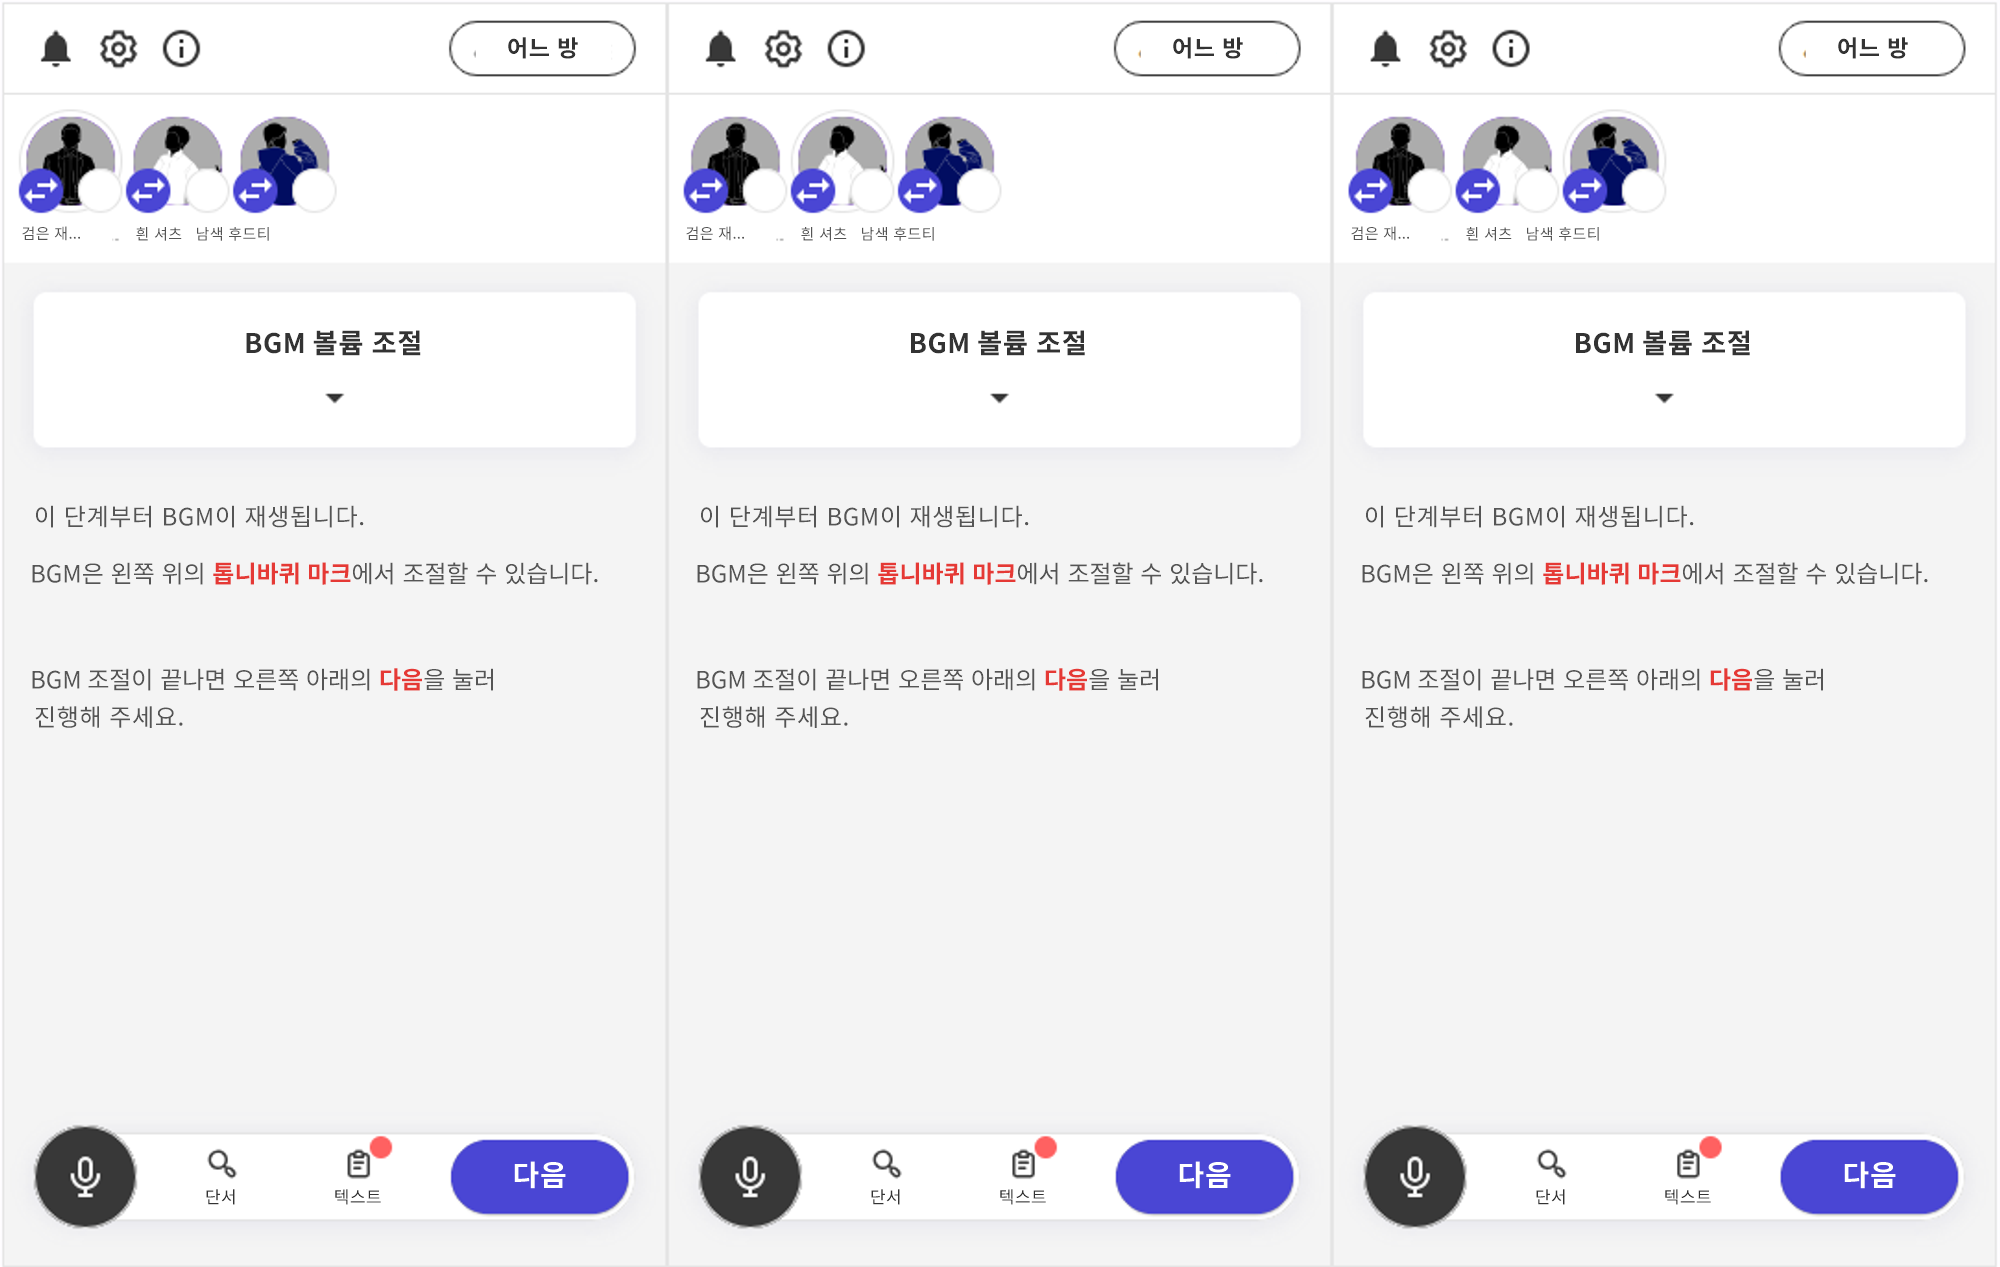 어느 방
검은 재...
흰 셔츠
남색 후드티
BGM 볼륨 조절
이 단계부터 BGM이 재생됩니다.
BGM은 왼쪽 위의 톱니바퀴 마크에서 조절할 수 있습니다.
BGM 조절이 끝나면 오른쪽 아래의 다음을 눌러
진행해 주세요.
단서
텍스트
다음
어느 방
검은 재...
흰 셔츠
남색 후드티
BGM 볼륨 조절
이 단계부터 BGM이 재생됩니다.
BGM은 왼쪽 위의 톱니바퀴 마크에서 조절할 수 있습니다.
BGM 조절이 끝나면 오른쪽 아래의 다음을 눌러
진행해 주세요.
단서
텍스트
다음
어느 방
검은 재...
흰 셔츠
남색 후드티
BGM 볼륨 조절
이 단계부터 BGM이 재생됩니다.
BGM은 왼쪽 위의 톱니바퀴 마크에서 조절할 수 있습니다.
BGM 조절이 끝나면 오른쪽 아래의 다음을 눌러
진행해 주세요.
단서
텍스트
다음